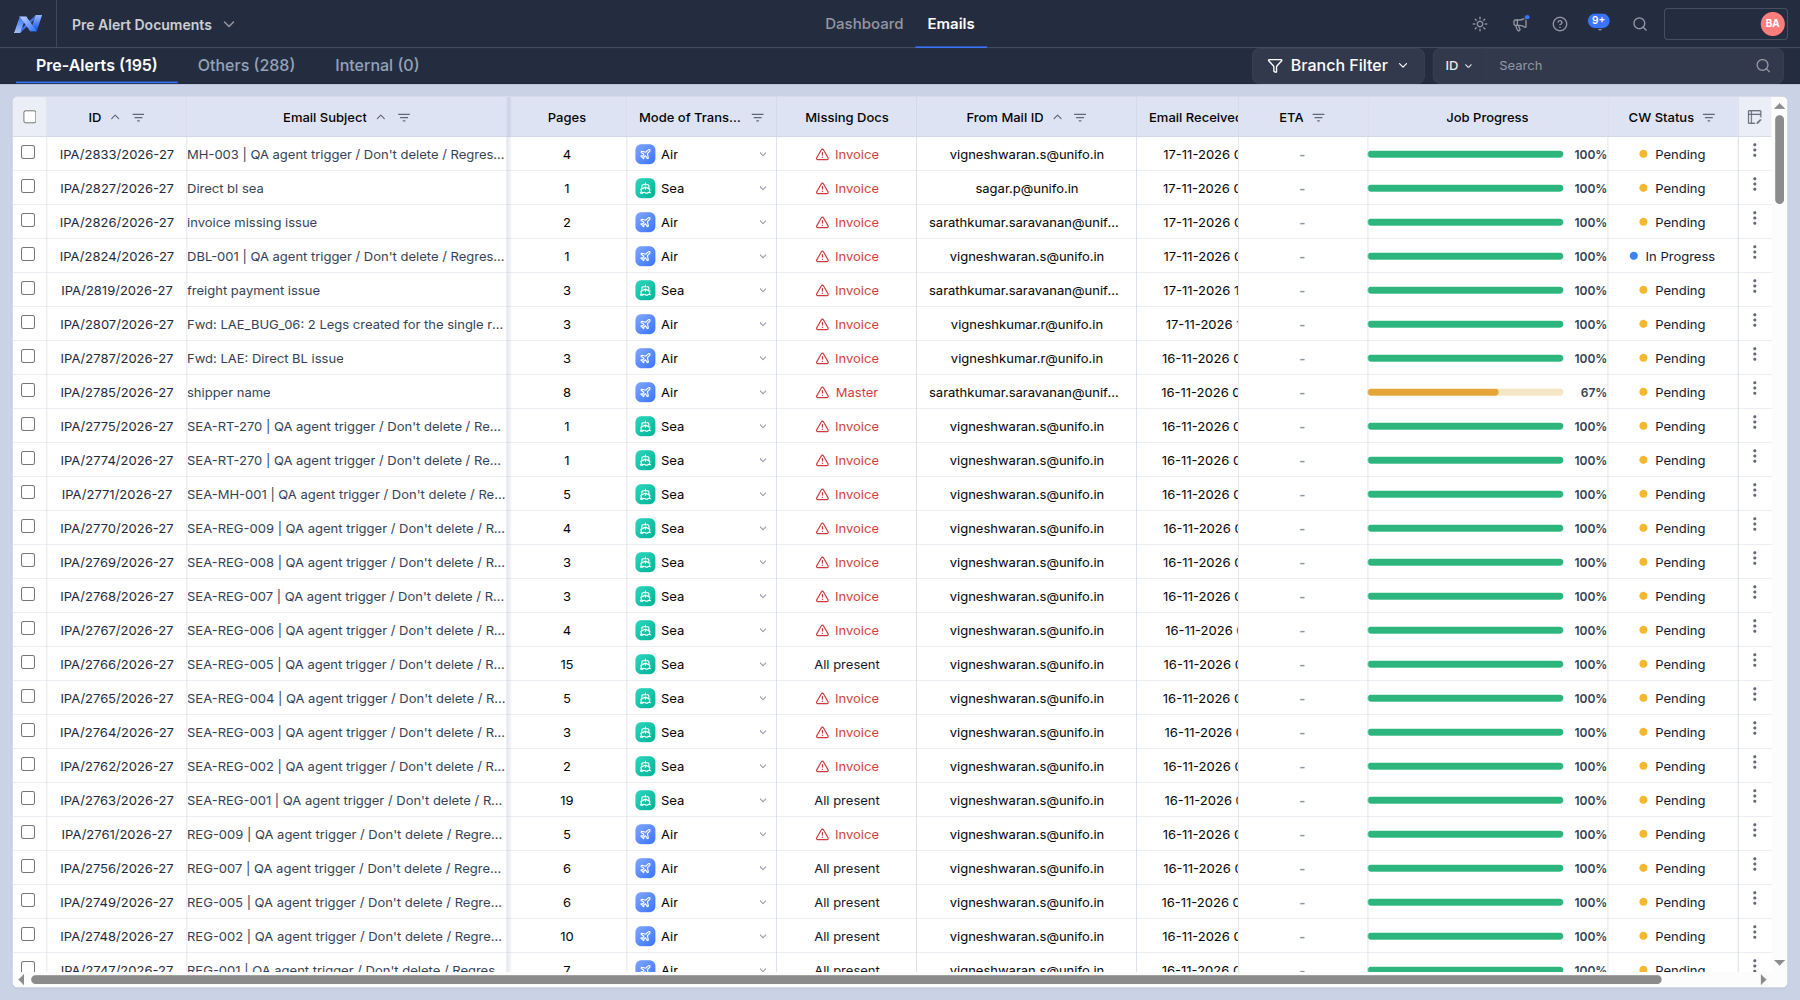 Pre Alert Documents Dashboard Emails 9+ BA
Pre-Alerts (195) Others (288) Internal (0) Branch Filter ID Search
ID Email Subject Pages Mode of Trans... Missing Docs From Mail ID Email Received ETA Job Progress CW Status
IPA/2833/2026-27 MH-003 | QA agent trigger / Don't delete / Regres... 4 Air Invoice vigneshwaran.s@unifo.in 17-11-2026 - 100% Pending
IPA/2827/2026-27 Direct bl sea 1 Sea Invoice sagar.p@unifo.in 17-11-2026 - 100% Pending
IPA/2826/2026-27 invoice missing issue 2 Air Invoice sarathkumar.saravanan@unif... 17-11-2026 - 100% Pending
IPA/2824/2026-27 DBL-001 | QA agent trigger / Don't delete / Regres... 1 Air Invoice vigneshwaran.s@unifo.in 17-11-2026 - 100% In Progress
IPA/2819/2026-27 freight payment issue 3 Sea Invoice sarathkumar.saravanan@unif... 17-11-2026 - 100% Pending
IPA/2807/2026-27 Fwd: LAE_BUG_06: 2 Legs created for the single r... 3 Air Invoice vigneshkumar.r@unifo.in 17-11-2026 - 100% Pending
IPA/2787/2026-27 Fwd: LAE: Direct BL issue 3 Air Invoice vigneshkumar.r@unifo.in 16-11-2026 - 100% Pending
IPA/2785/2026-27 shipper name 8 Air Master sarathkumar.saravanan@unif... 16-11-2026 - 67% Pending
IPA/2775/2026-27 SEA-RT-270 | QA agent trigger / Don't delete / Re... 1 Sea Invoice vigneshwaran.s@unifo.in 16-11-2026 - 100% Pending
IPA/2774/2026-27 SEA-RT-270 | QA agent trigger / Don't delete / Re... 1 Sea Invoice vigneshwaran.s@unifo.in 16-11-2026 - 100% Pending
IPA/2771/2026-27 SEA-MH-001 | QA agent trigger / Don't delete / Re... 5 Sea Invoice vigneshwaran.s@unifo.in 16-11-2026 - 100% Pending
IPA/2770/2026-27 SEA-REG-009 | QA agent trigger / Don't delete / R... 4 Sea Invoice vigneshwaran.s@unifo.in 16-11-2026 - 100% Pending
IPA/2769/2026-27 SEA-REG-008 | QA agent trigger / Don't delete / R... 3 Sea Invoice vigneshwaran.s@unifo.in 16-11-2026 - 100% Pending
IPA/2768/2026-27 SEA-REG-007 | QA agent trigger / Don't delete / R... 3 Sea Invoice vigneshwaran.s@unifo.in 16-11-2026 - 100% Pending
IPA/2767/2026-27 SEA-REG-006 | QA agent trigger / Don't delete / R... 4 Sea Invoice vigneshwaran.s@unifo.in 16-11-2026 - 100% Pending
IPA/2766/2026-27 SEA-REG-005 | QA agent trigger / Don't delete / R... 15 Sea All present vigneshwaran.s@unifo.in 16-11-2026 - 100% Pending
IPA/2765/2026-27 SEA-REG-004 | QA agent trigger / Don't delete / R... 5 Sea Invoice vigneshwaran.s@unifo.in 16-11-2026 - 100% Pending
IPA/2764/2026-27 SEA-REG-003 | QA agent trigger / Don't delete / R... 3 Sea Invoice vigneshwaran.s@unifo.in 16-11-2026 - 100% Pending
IPA/2762/2026-27 SEA-REG-002 | QA agent trigger / Don't delete / R... 2 Sea Invoice vigneshwaran.s@unifo.in 16-11-2026 - 100% Pending
IPA/2763/2026-27 SEA-REG-001 | QA agent trigger / Don't delete / R... 19 Sea All present vigneshwaran.s@unifo.in 16-11-2026 - 100% Pending
IPA/2761/2026-27 REG-009 | QA agent trigger / Don't delete / Regre... 5 Air Invoice vigneshwaran.s@unifo.in 16-11-2026 - 100% Pending
IPA/2756/2026-27 REG-007 | QA agent trigger / Don't delete / Regre... 6 Air All present vigneshwaran.s@unifo.in 16-11-2026 - 100% Pending
IPA/2749/2026-27 REG-005 | QA agent trigger / Don't delete / Regre... 6 Air All present vigneshwaran.s@unifo.in 16-11-2026 - 100% Pending
IPA/2748/2026-27 REG-002 | QA agent trigger / Don't delete / Regre... 10 Air All present vigneshwaran.s@unifo.in 16-11-2026 - 100% Pending
IPA/2747/2026-27 REG-001 | QA agent trigger / Don't delete / Regres... 7 Air All present vigneshwaran.s@unifo.in 16-11-2026 - 100% Pending